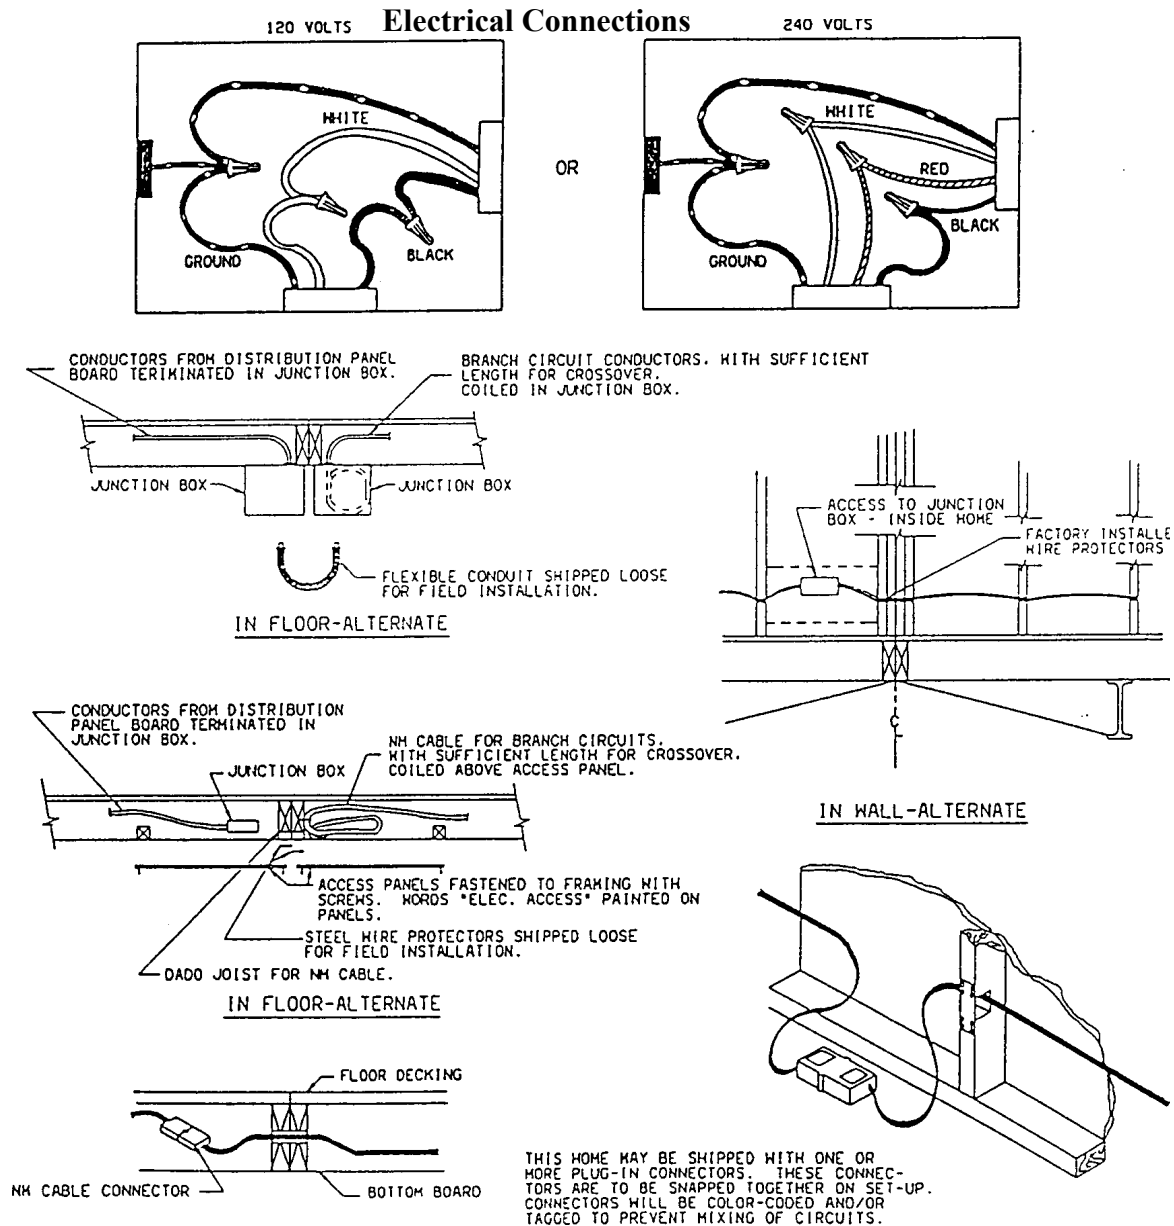 Electrical Connections
120 VOLTS
240 VOLTS
WHITE
GROUND
BLACK
OR
WHITE
RED
BLACK
GROUND
CONDUCTORS FROM DISTRIBUTION PANEL
BOARD TERIMINATED IN JUNCTION BOX.
BRANCH CIRCUIT CONDUCTORS. WITH SUFFICIENT
LENGTH FOR CROSSOVER.
COILED IN JUNCTION BOX.
JUNCTION BOX
JUNCTION BOX
FLEXIBLE CONDUIT SHIPPED LOOSE
FOR FIELD INSTALLATION.
IN FLOOR-ALTERNATE
ACCESS TO JUNCTION
BOX - INSIDE HOME
FACTORY INSTALLE
WIRE PROTECTORS
CL
IN WALL-ALTERNATE
CONDUCTORS FROM DISTRIBUTION
PANEL BOARD TERMINATED IN
JUNCTION BOX.
JUNCTION BOX
NM CABLE FOR BRANCH CIRCUITS.
WITH SUFFICIENT LENGTH FOR CROSSOVER.
COILED ABOVE ACCESS PANEL.
ACCESS PANELS FASTENED TO FRAMING WITH
SCREWS. WORDS "ELEC. ACCESS" PAINTED ON
PANELS.
STEEL WIRE PROTECTORS SHIPPED LOOSE
FOR FIELD INSTALLATION.
DADO JOIST FOR NM CABLE.
IN FLOOR-ALTERNATE
FLOOR DECKING
NM CABLE CONNECTOR
BOTTOM BOARD
THIS HOME MAY BE SHIPPED WITH ONE OR
MORE PLUG-IN CONNECTORS. THESE CONNEC-
TORS ARE TO BE SNAPPED TOGETHER ON SET-UP.
CONNECTORS WILL BE COLOR-CODED AND/OR
TAGGED TO PREVENT MIXING OF CIRCUITS.